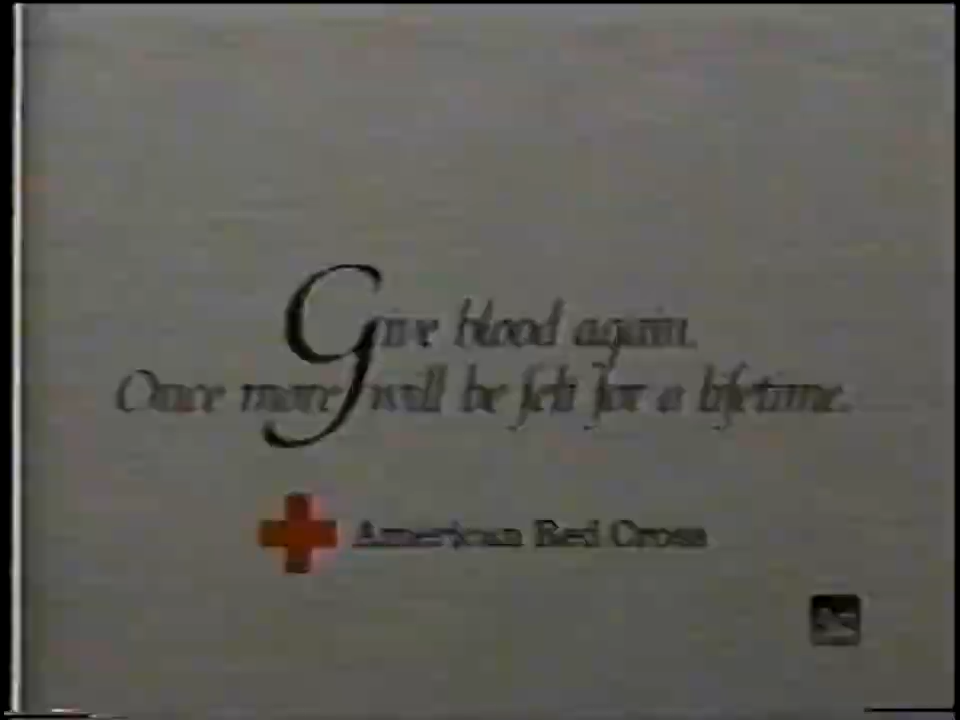 Give blood again.
Once more will be felt for a lifetime.
American Red Cross